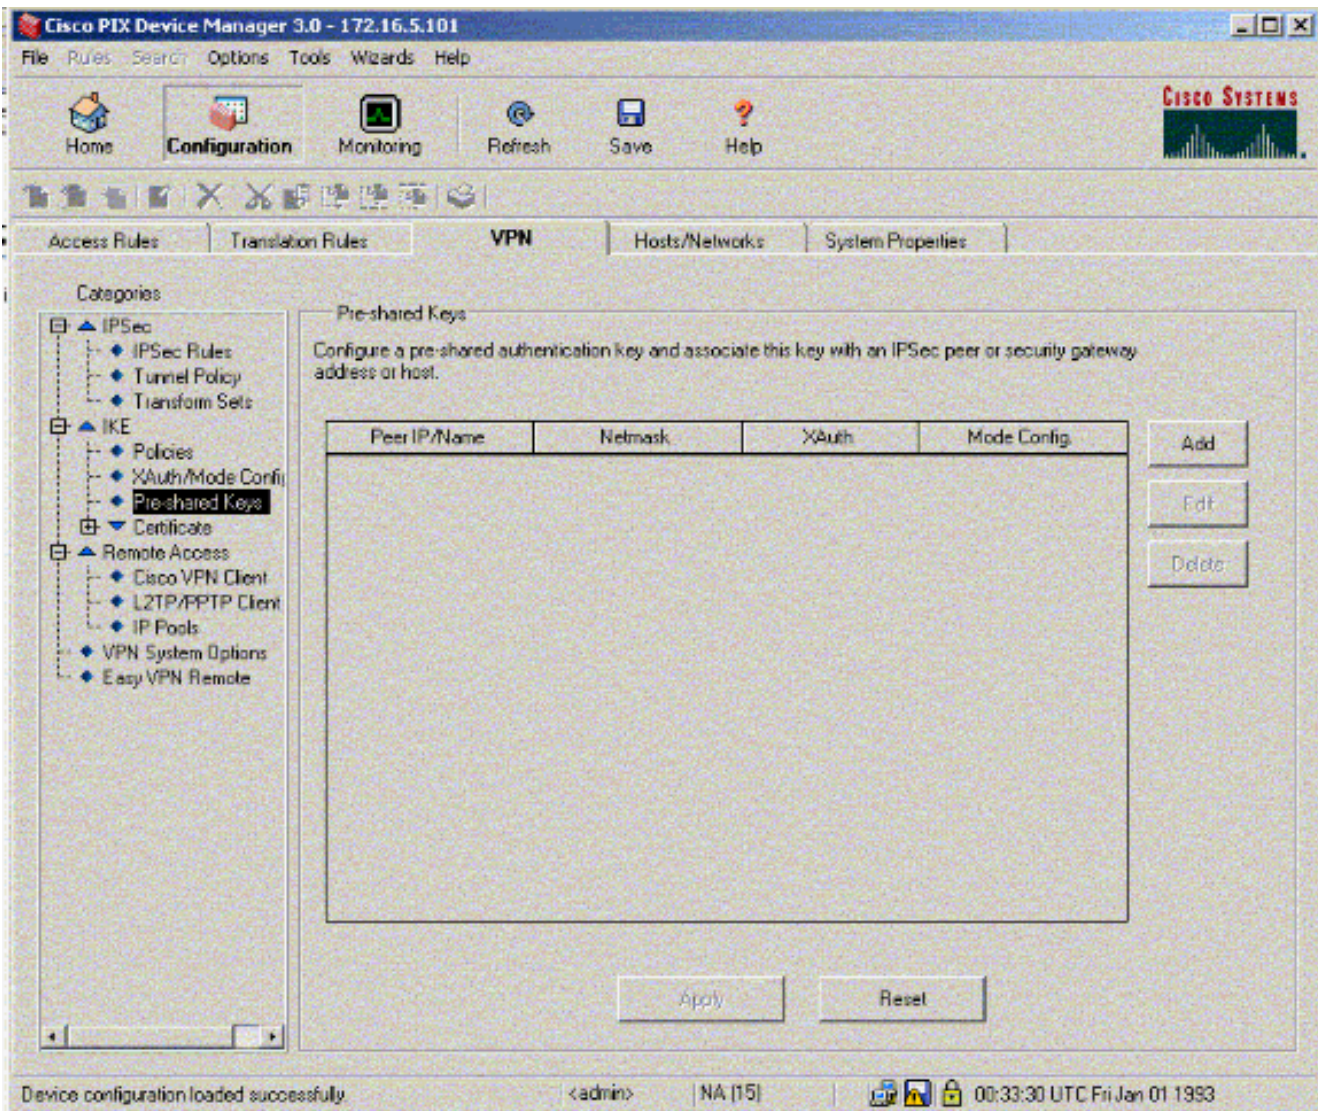 Cisco PIX Device Manager 3.0 - 172.16.5.101
File Rules Search Options Tools Wizards Help
CISCO SYSTEMS
Home Configuration Monitoring Refresh Save Help
Access Rules Translation Rules VPN Hosts/Networks System Properties
Categories
IPSec
IPSec Rules
Tunnel Policy
Transform Sets
IKE
Policies
XAuth/Mode Config
Pre-shared Keys
Certificate
Remote Access
Cisco VPN Client
L2TP/PPTP Client
IP Pools
VPN System Options
Easy VPN Remote
Pre-shared Keys
Configure a pre-shared authentication key and associate this key with an IPSec peer or security gateway
address or host.
Peer IP/Name Netmask XAuth Mode Config.
Add
Edit
Delete
Apply Reset
Device configuration loaded successfully. <admin> NA (15) 00:33:30 UTC Fri Jan 01 1993